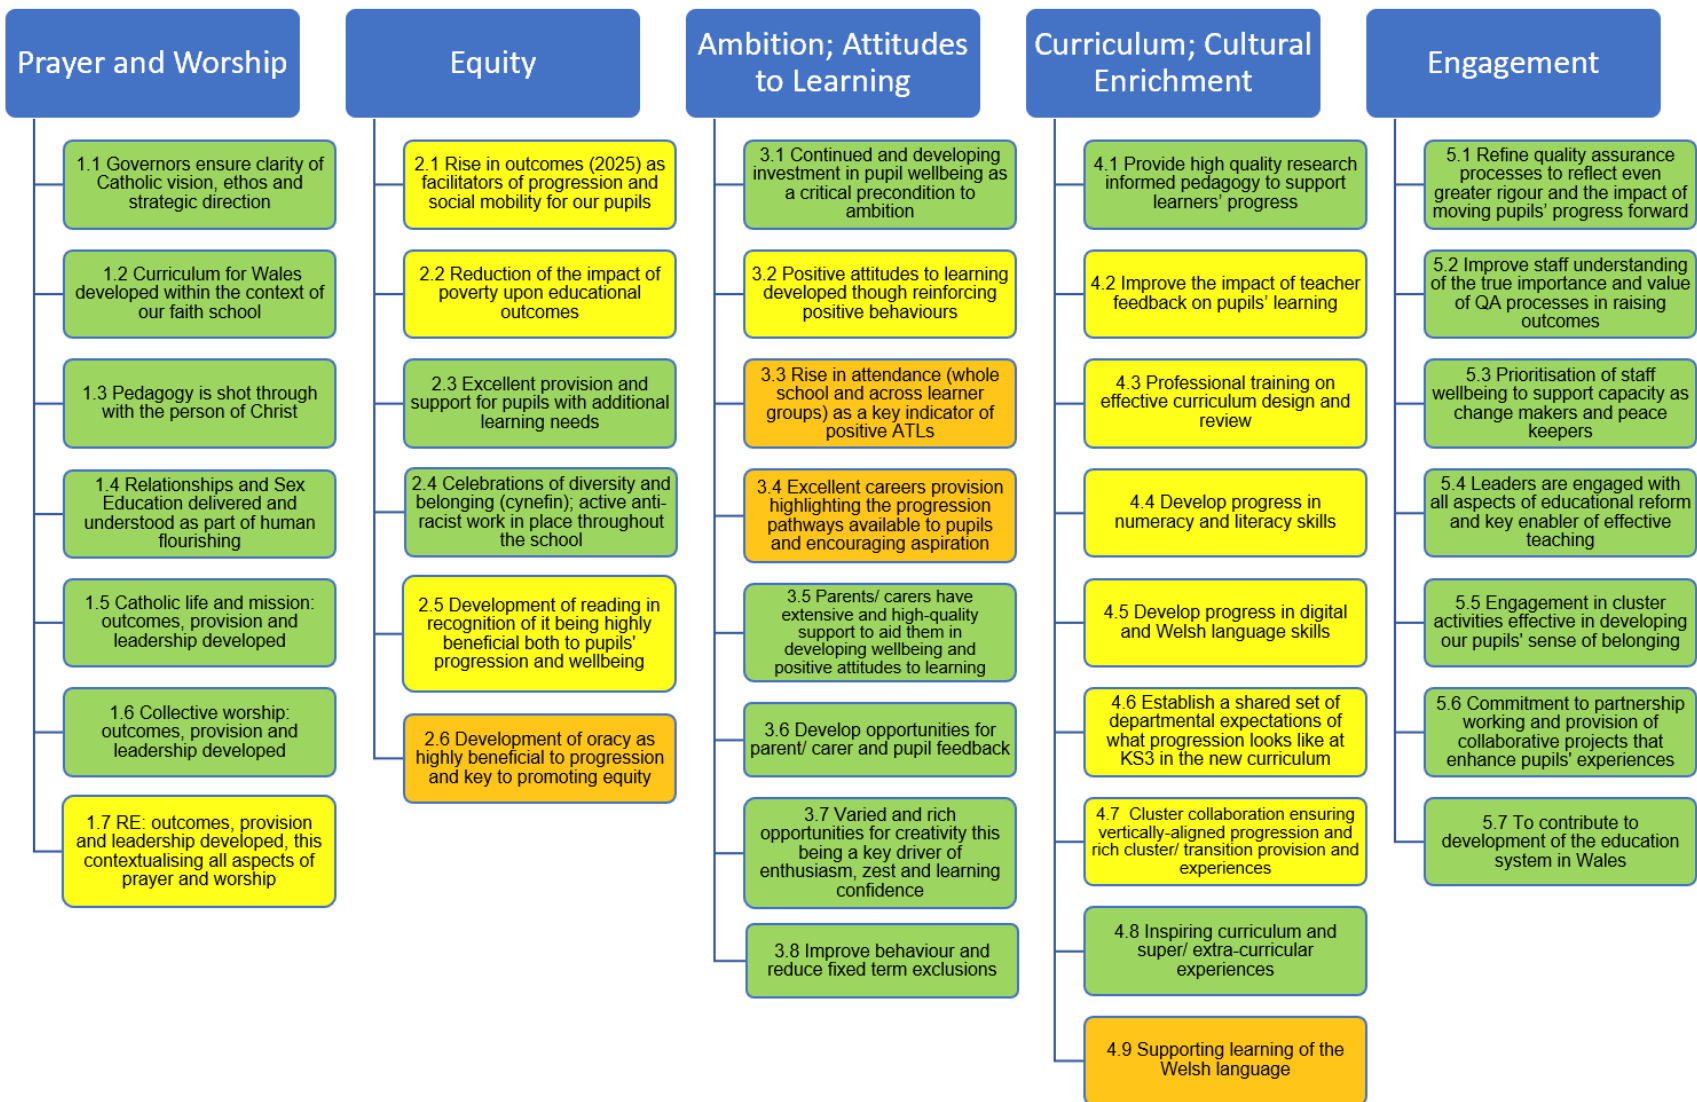 Prayer and Worship
1.1 Governors ensure clarity of
Catholic vision, ethos and
strategic direction
1.2 Curriculum for Wales
developed within the context of
our faith school
1.3 Pedagogy is shot through
with the person of Christ
1.4 Relationships and Sex
Education delivered and
understood as part of human
flourishing
1.5 Catholic life and mission:
outcomes, provision and
leadership developed
1.6 Collective worship:
outcomes, provision and
leadership developed
1.7 RE: outcomes, provision
and leadership developed, this
contextualising all aspects of
prayer and worship
Equity
2.1 Rise in outcomes (2025) as
facilitators of progression and
social mobility for our pupils
2.2 Reduction of the impact of
poverty upon educational
outcomes
2.3 Excellent provision and
support for pupils with additional
learning needs
2.4 Celebrations of diversity and
belonging (cynefin); active anti-
racist work in place throughout
the school
2.5 Development of reading in
recognition of it being highly
beneficial both to pupils'
progression and wellbeing
2.6 Development of oracy as
highly beneficial to progression
and key to promoting equity
Ambition; Attitudes
to Learning
3.1 Continued and developing
investment in pupil wellbeing as
a critical precondition to
ambition
3.2 Positive attitudes to learning
developed though reinforcing
positive behaviours
3.3 Rise in attendance (whole
school and across learner
groups) as a key indicator of
positive ATLs
3.4 Excellent careers provision
highlighting the progression
pathways available to pupils
and encouraging aspiration
3.5 Parents/ carers have
extensive and high-quality
support to aid them in
developing wellbeing and
positive attitudes to learning
3.6 Develop opportunities for
parent/ carer and pupil feedback
3.7 Varied and rich
opportunities for creativity this
being a key driver of
enthusiasm, zest and learning
confidence
3.8 Improve behaviour and
reduce fixed term exclusions
Curriculum; Cultural
Enrichment
4.1 Provide high quality research
informed pedagogy to support
learners’ progress
4.2 Improve the impact of teacher
feedback on pupils’ learning
4.3 Professional training on
effective curriculum design and
review
4.4 Develop progress in
numeracy and literacy skills
4.5 Develop progress in digital
and Welsh language skills
4.6 Establish a shared set of
departmental expectations of
what progression looks like at
KS3 in the new curriculum
4.7 Cluster collaboration ensuring
vertically-aligned progression and
rich cluster/ transition provision and
experiences
4.8 Inspiring curriculum and
super/ extra-curricular
experiences
4.9 Supporting learning of the
Welsh language
Engagement
5.1 Refine quality assurance
processes to reflect even
greater rigour and the impact of
moving pupils’ progress forward
5.2 Improve staff understanding
of the true importance and value
of QA processes in raising
outcomes
5.3 Prioritisation of staff
wellbeing to support capacity as
change makers and peace
keepers
5.4 Leaders are engaged with
all aspects of educational reform
and key enabler of effective
teaching
5.5 Engagement in cluster
activities effective in developing
our pupils' sense of belonging
5.6 Commitment to partnership
working and provision of
collaborative projects that
enhance pupils' experiences
5.7 To contribute to
development of the education
system in Wales